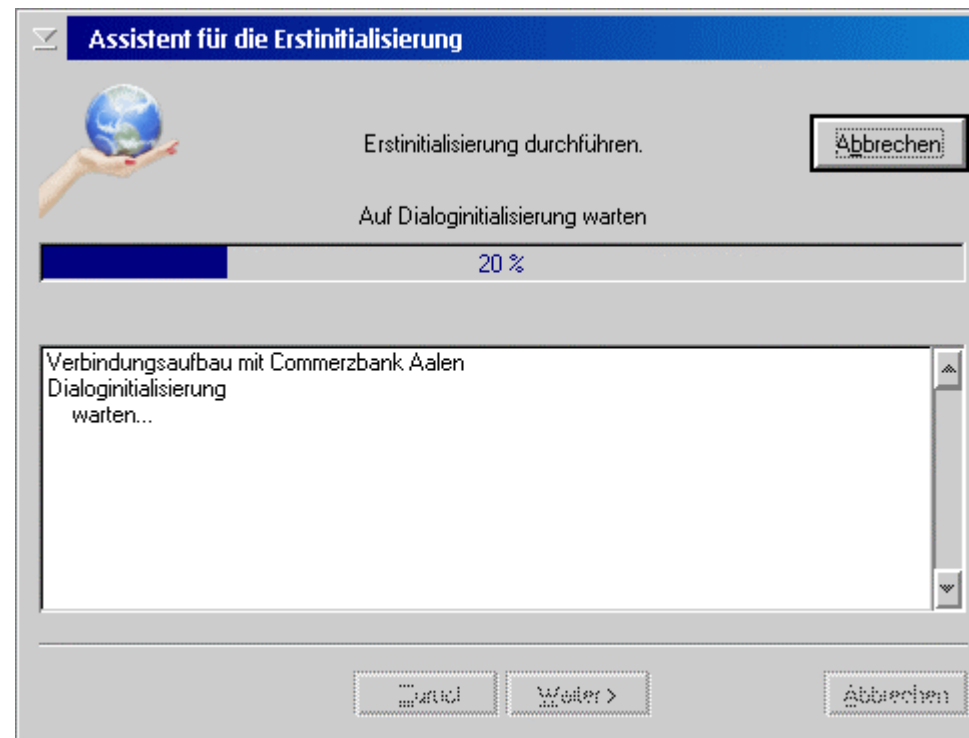 Assistent für die Erstinitialisierung
Erstinitialisierung durchführen.
Abbrechen
Auf Dialoginitialisierung warten
20 %
Verbindungsaufbau mit Commerzbank Aalen
Dialoginitialisierung
warten...
Zurück
Weiter >
Abbrechen